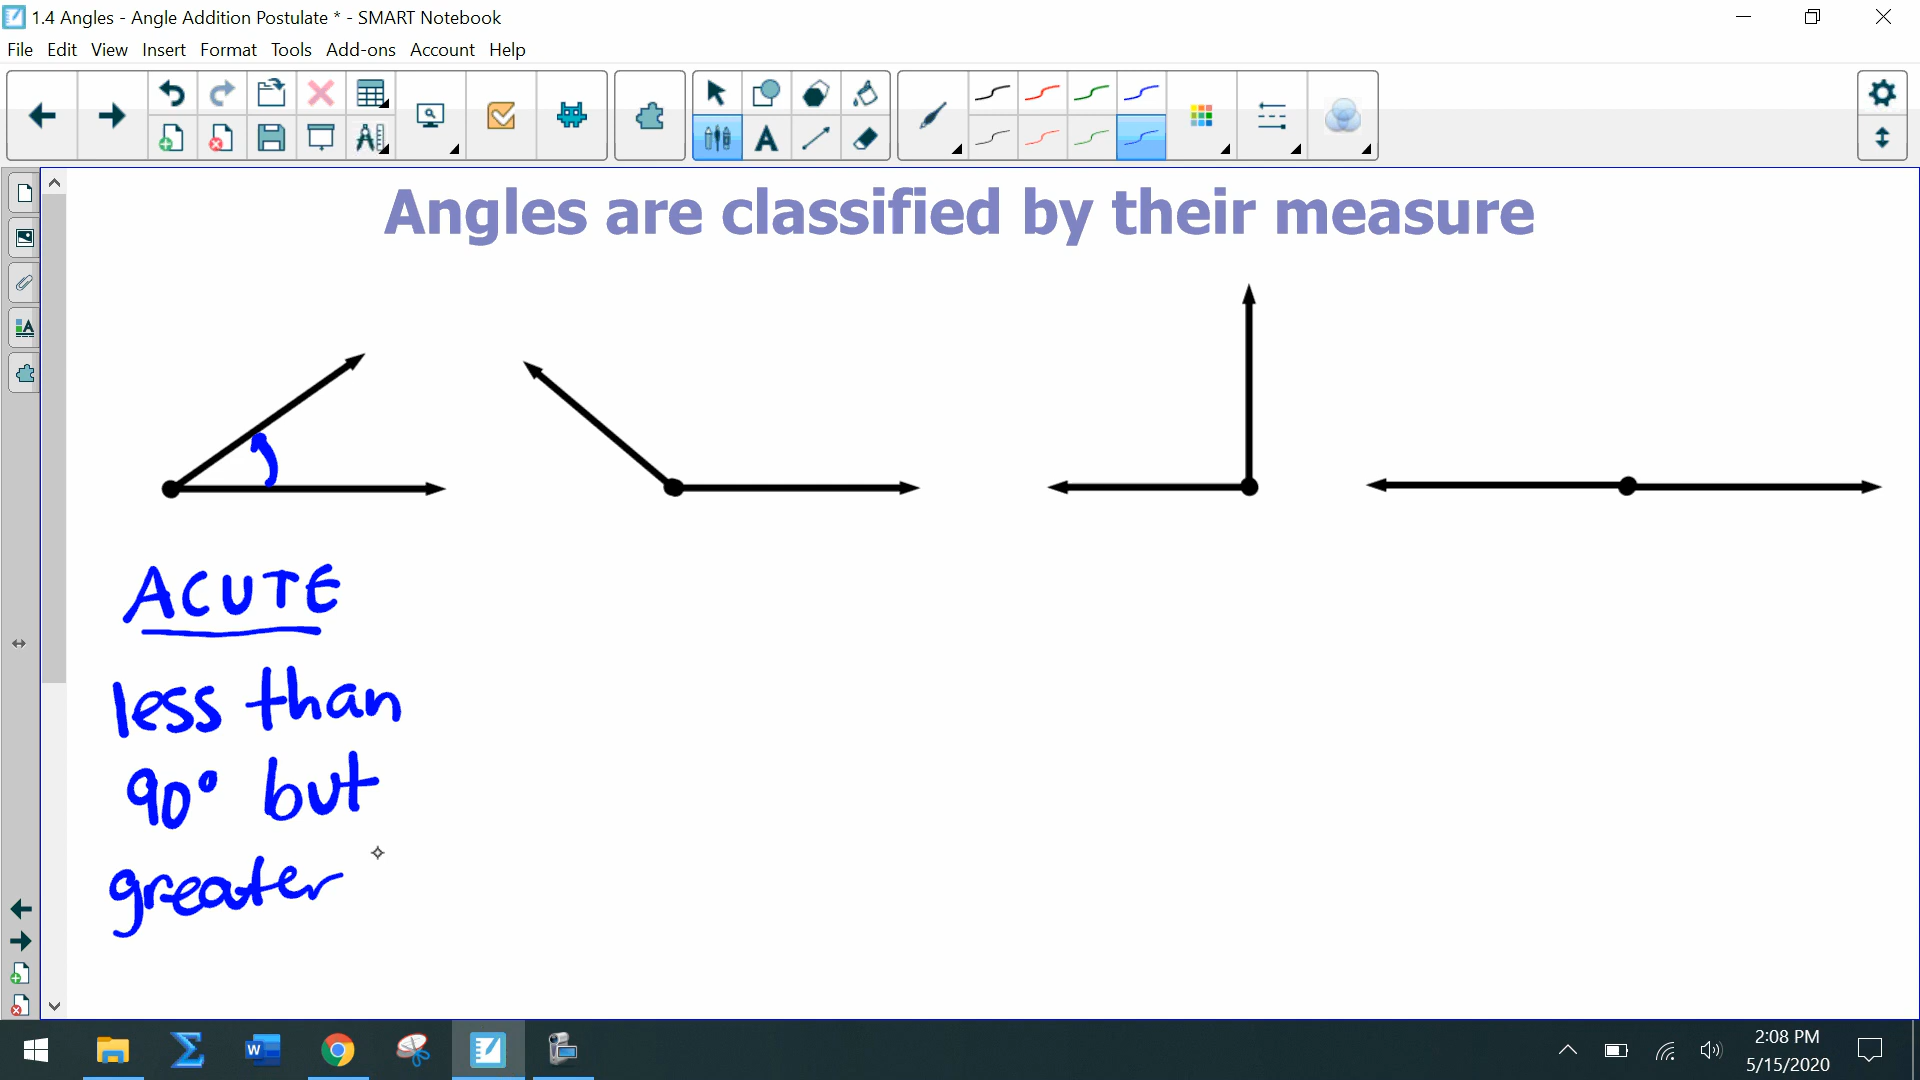 1.4 Angles - Angle Addition Postulate * - SMART Notebook
File Edit View Insert Format Tools Add-ons Account Help
Angles are classified by their measure
ACUTE
less than
90° but
greater
2:08 PM
5/15/2020